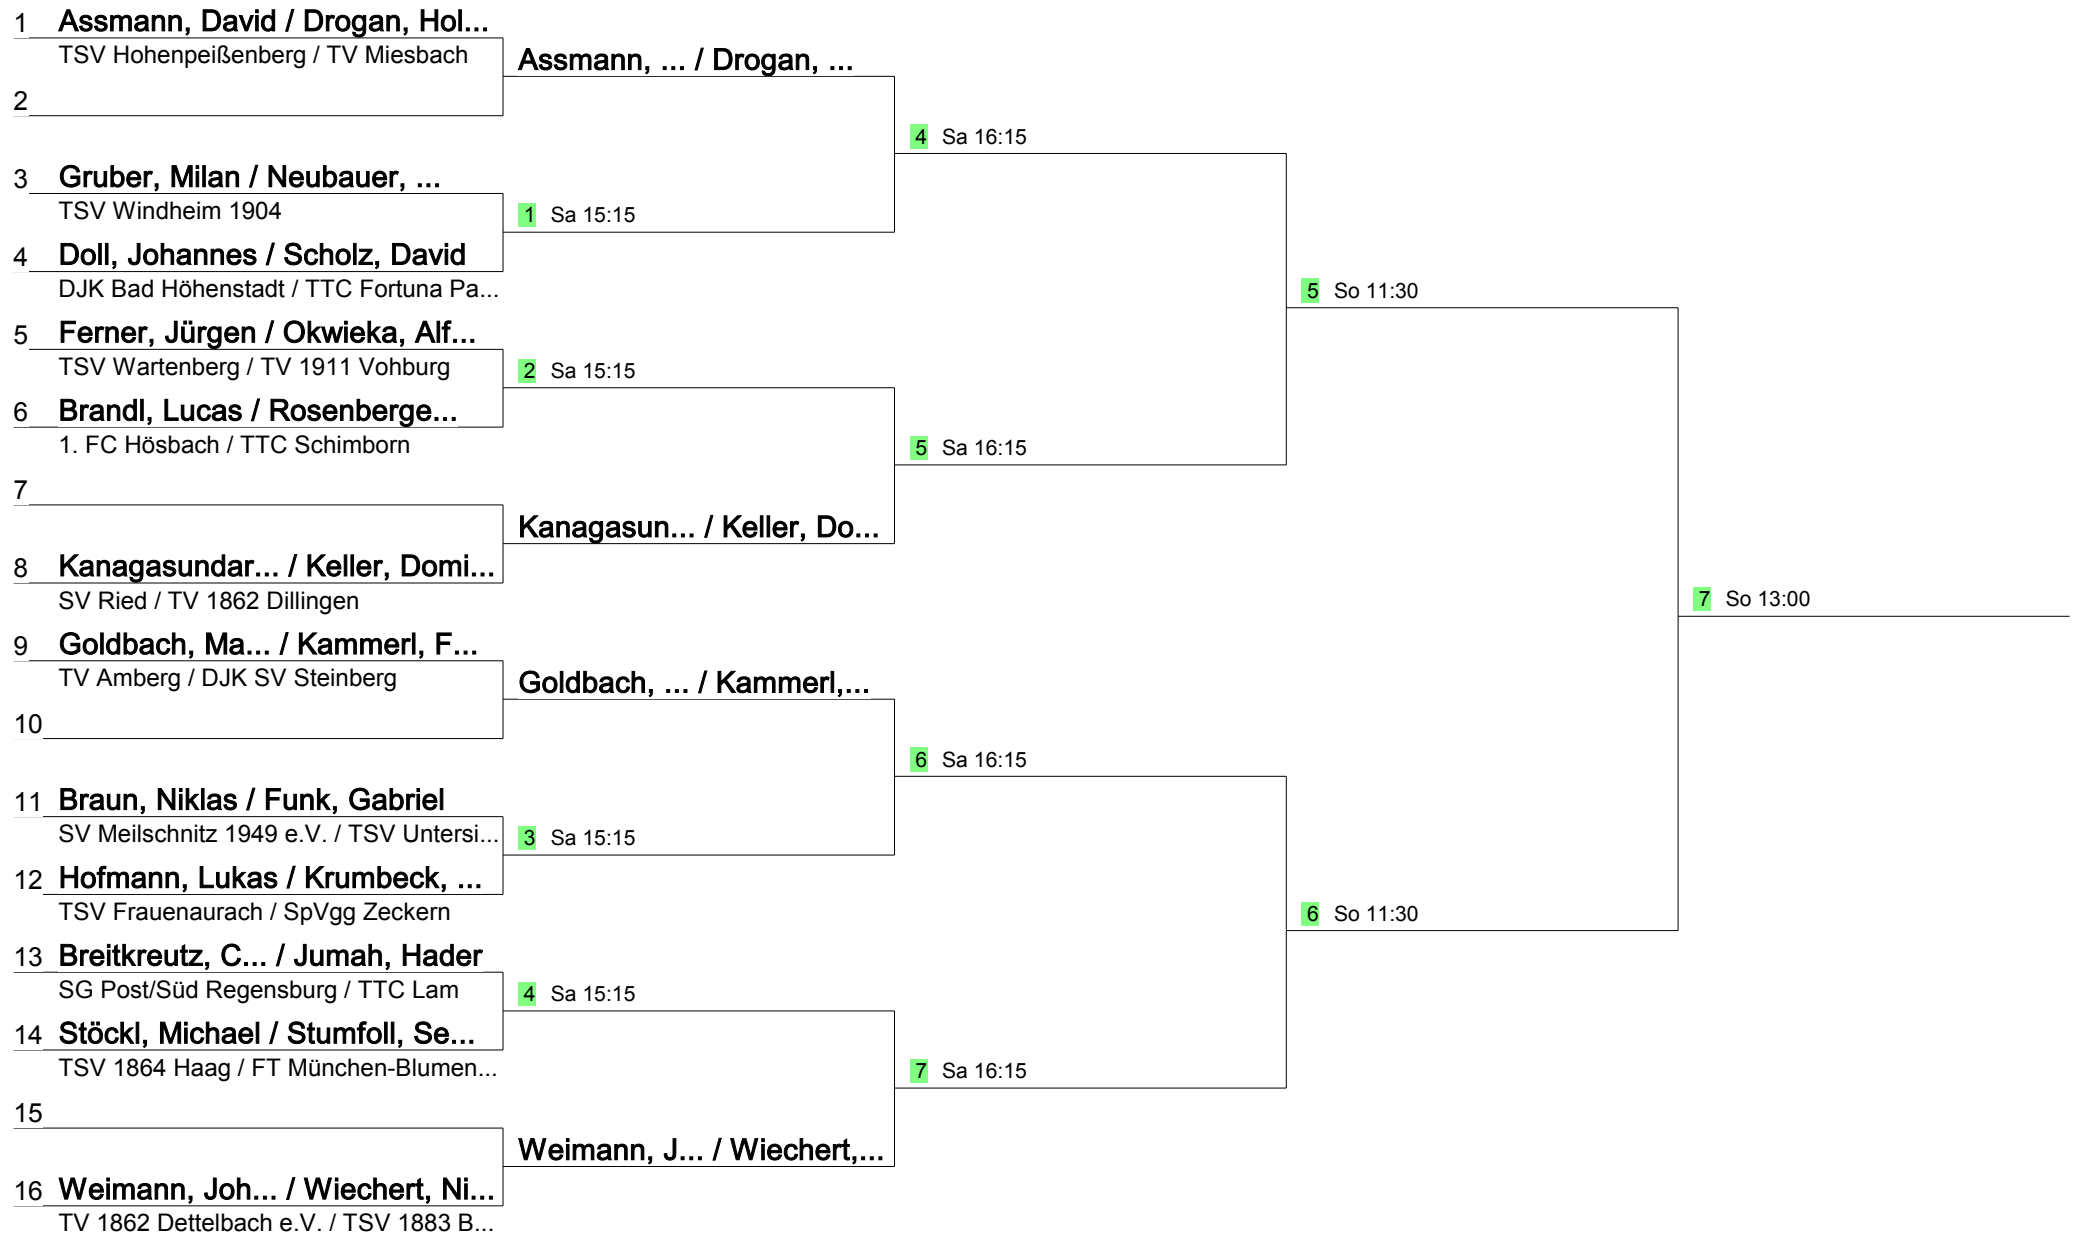 1 Assmann, David / Drogan, Hol...
TSV Hohenpeißenberg / TV Miesbach
Assmann, ... / Drogan, ...
2
4 Sa 16:15
3 Gruber, Milan / Neubauer, ...
TSV Windheim 1904
1 Sa 15:15
4 Doll, Johannes / Scholz, David
DJK Bad Höhenstadt / TTC Fortuna Pa...
5 So 11:30
5 Ferner, Jürgen / Okwieka, Alf...
TSV Wartenberg / TV 1911 Vohburg
2 Sa 15:15
6 Brandl, Lucas / Rosenberge...
1. FC Hösbach / TTC Schimborn
5 Sa 16:15
7
Kanagasun... / Keller, Do...
8 Kanagasundar... / Keller, Domi...
SV Ried / TV 1862 Dillingen
7 So 13:00
9 Goldbach, Ma... / Kammerl, F...
TV Amberg / DJK SV Steinberg
Goldbach, ... / Kammerl,...
10
6 Sa 16:15
11 Braun, Niklas / Funk, Gabriel
SV Meilschnitz 1949 e.V. / TSV Untersi...
3 Sa 15:15
12 Hofmann, Lukas / Krumbeck, ...
TSV Frauenaurach / SpVgg Zeckern
6 So 11:30
13 Breitkreutz, C... / Jumah, Hader
SG Post/Süd Regensburg / TTC Lam
4 Sa 15:15
14 Stöckl, Michael / Stumfoll, Se...
TSV 1864 Haag / FT München-Blumen...
7 Sa 16:15
15
Weimann, J... / Wiechert,...
16 Weimann, Joh... / Wiechert, Ni...
TV 1862 Dettelbach e.V. / TSV 1883 B...